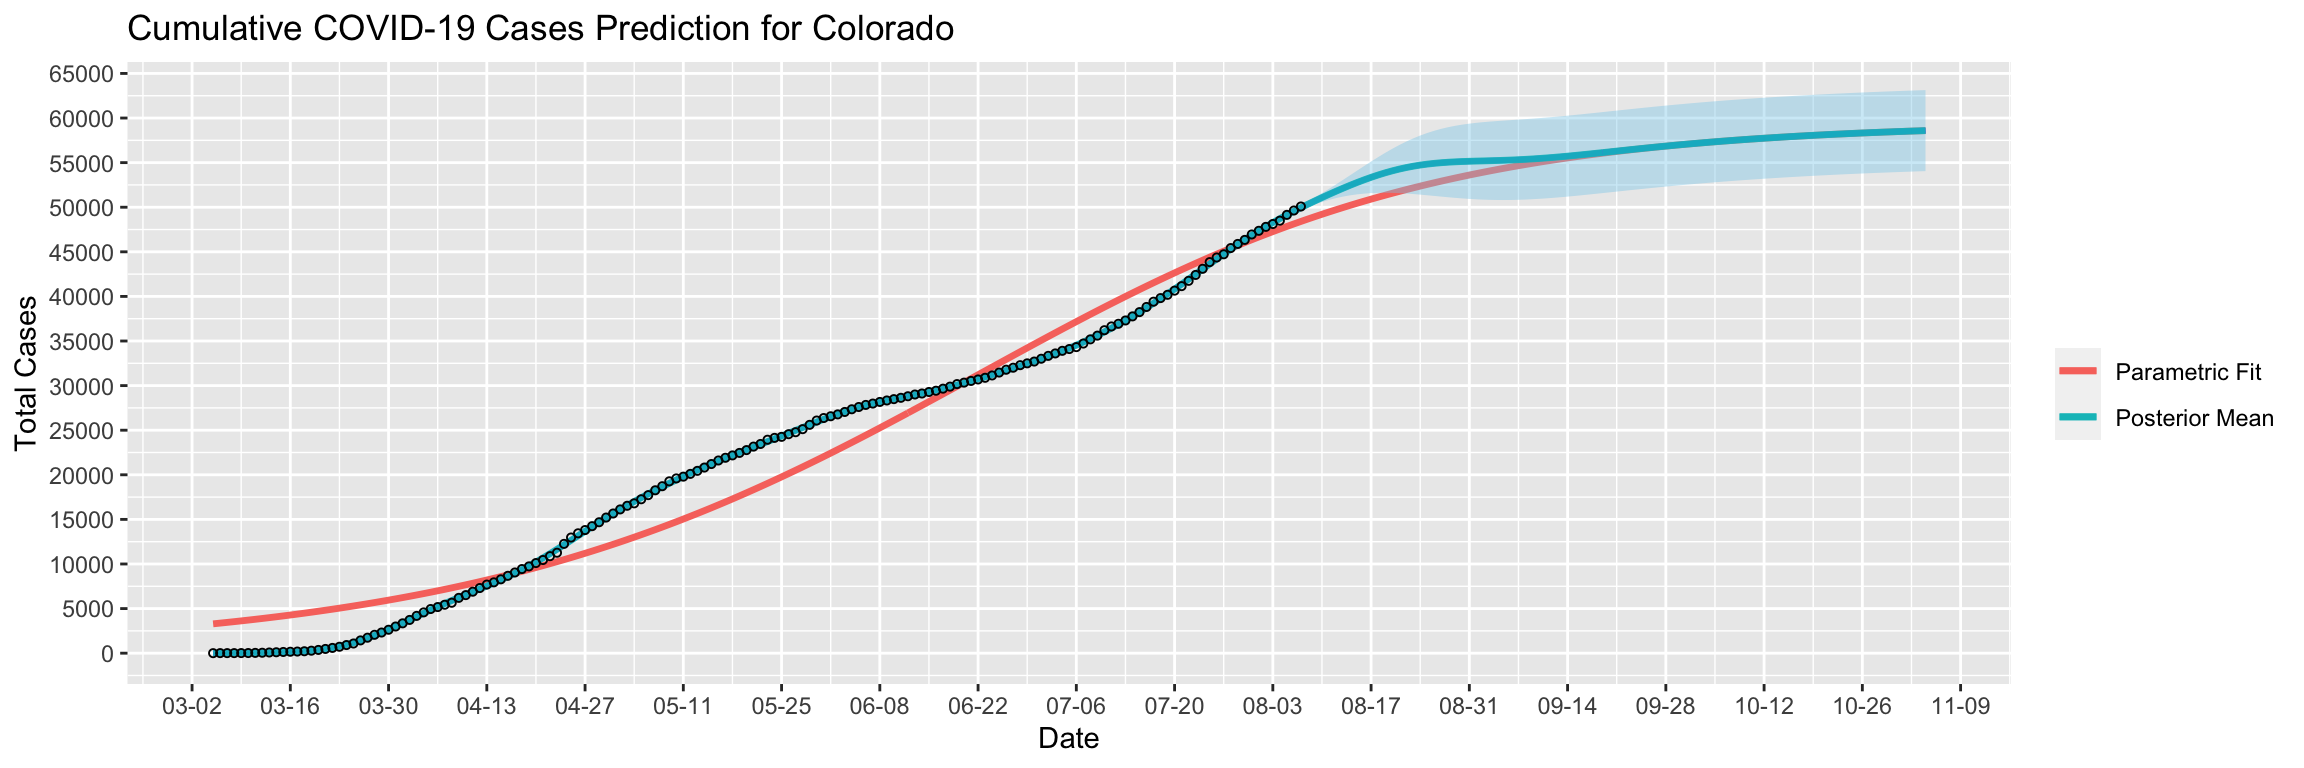 Cumulative COVID-19 Cases Prediction for Colorado
65000
60000
55000
50000
45000
40000
35000
30000
25000
20000
15000
10000
5000
0
Total Cases
03-02 03-16 03-30 04-13 04-27 05-11 05-25 06-08 06-22 07-06 07-20 08-03 08-17 08-31 09-14 09-28 10-12 10-26 11-09
Date
Parametric Fit
Posterior Mean